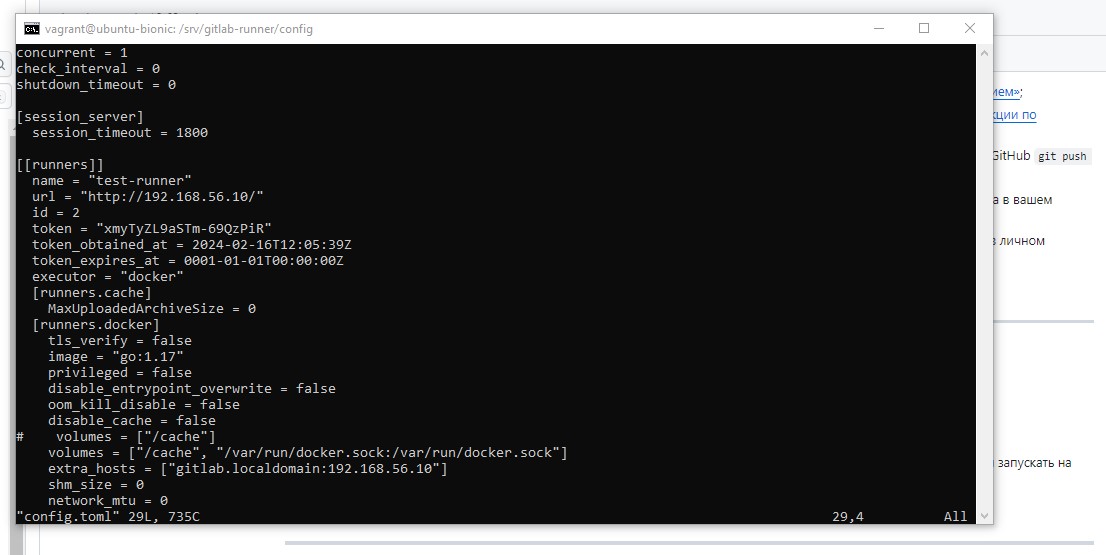 vagrant@ubuntu-bionic: /srv/gitlab-runner/config
concurrent = 1
check_interval = 0
shutdown_timeout = 0
[session_server]
  session_timeout = 1800
[[runners]]
  name = "test-runner"
  url = "http://192.168.56.10/"
  id = 2
  token = "xmyTyZL9aSTm-69QzPiR"
  token_obtained_at = 2024-02-16T12:05:39Z
  token_expires_at = 0001-01-01T00:00:00Z
  executor = "docker"
  [runners.cache]
    MaxUploadedArchiveSize = 0
  [runners.docker]
    tls_verify = false
    image = "go:1.17"
    privileged = false
    disable_entrypoint_overwrite = false
    oom_kill_disable = false
    disable_cache = false
#    volumes = ["/cache"]
    volumes = ["/cache", "/var/run/docker.sock:/var/run/docker.sock"]
    extra_hosts = ["gitlab.localdomain:192.168.56.10"]
    shm_size = 0
    network_mtu = 0
"config.toml" 29L, 735C 29,4 All
ием»;
кции по
GitHub git push
а в вашем
в личном
запускать на